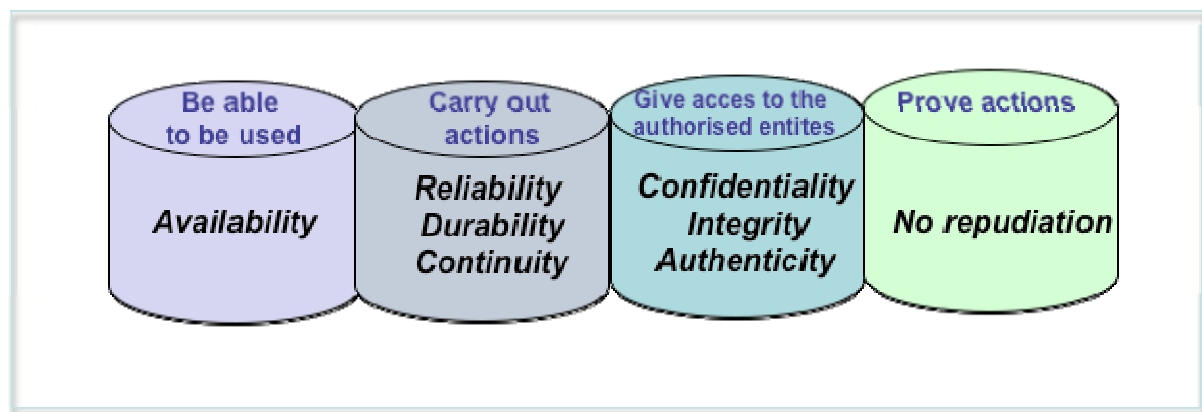 Be able
to be used
Availability
Carry out
actions
Reliability
Durability
Continuity
Give acces to the
authorised entites
Confidentiality
Integrity
Authenticity
Prove actions
No repudiation